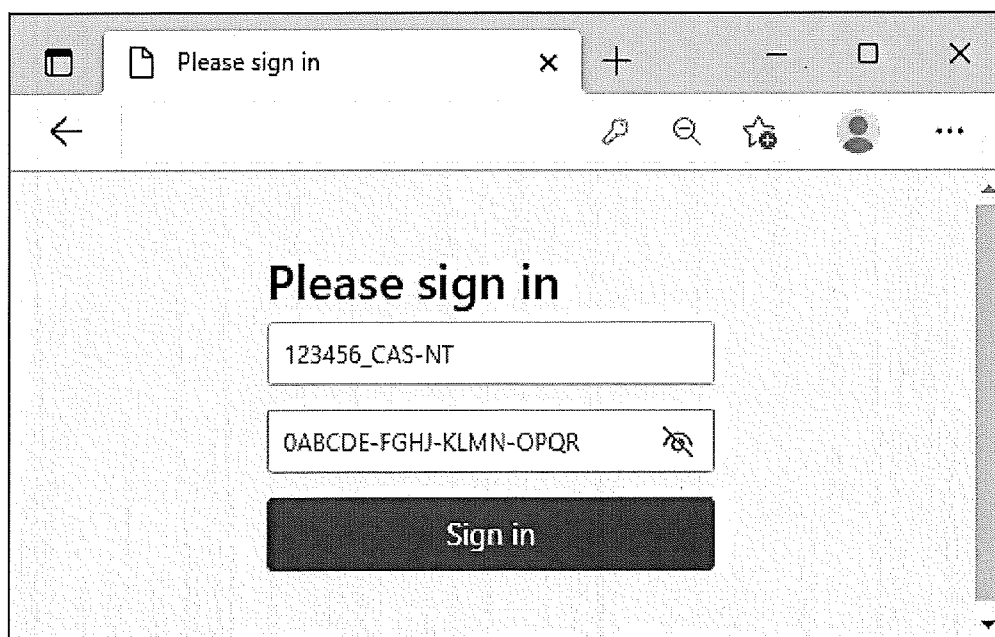 Please sign in
Please sign in
123456_CAS-NT
0ABCDE-FGHJ-KLMN-OPQR
Sign in